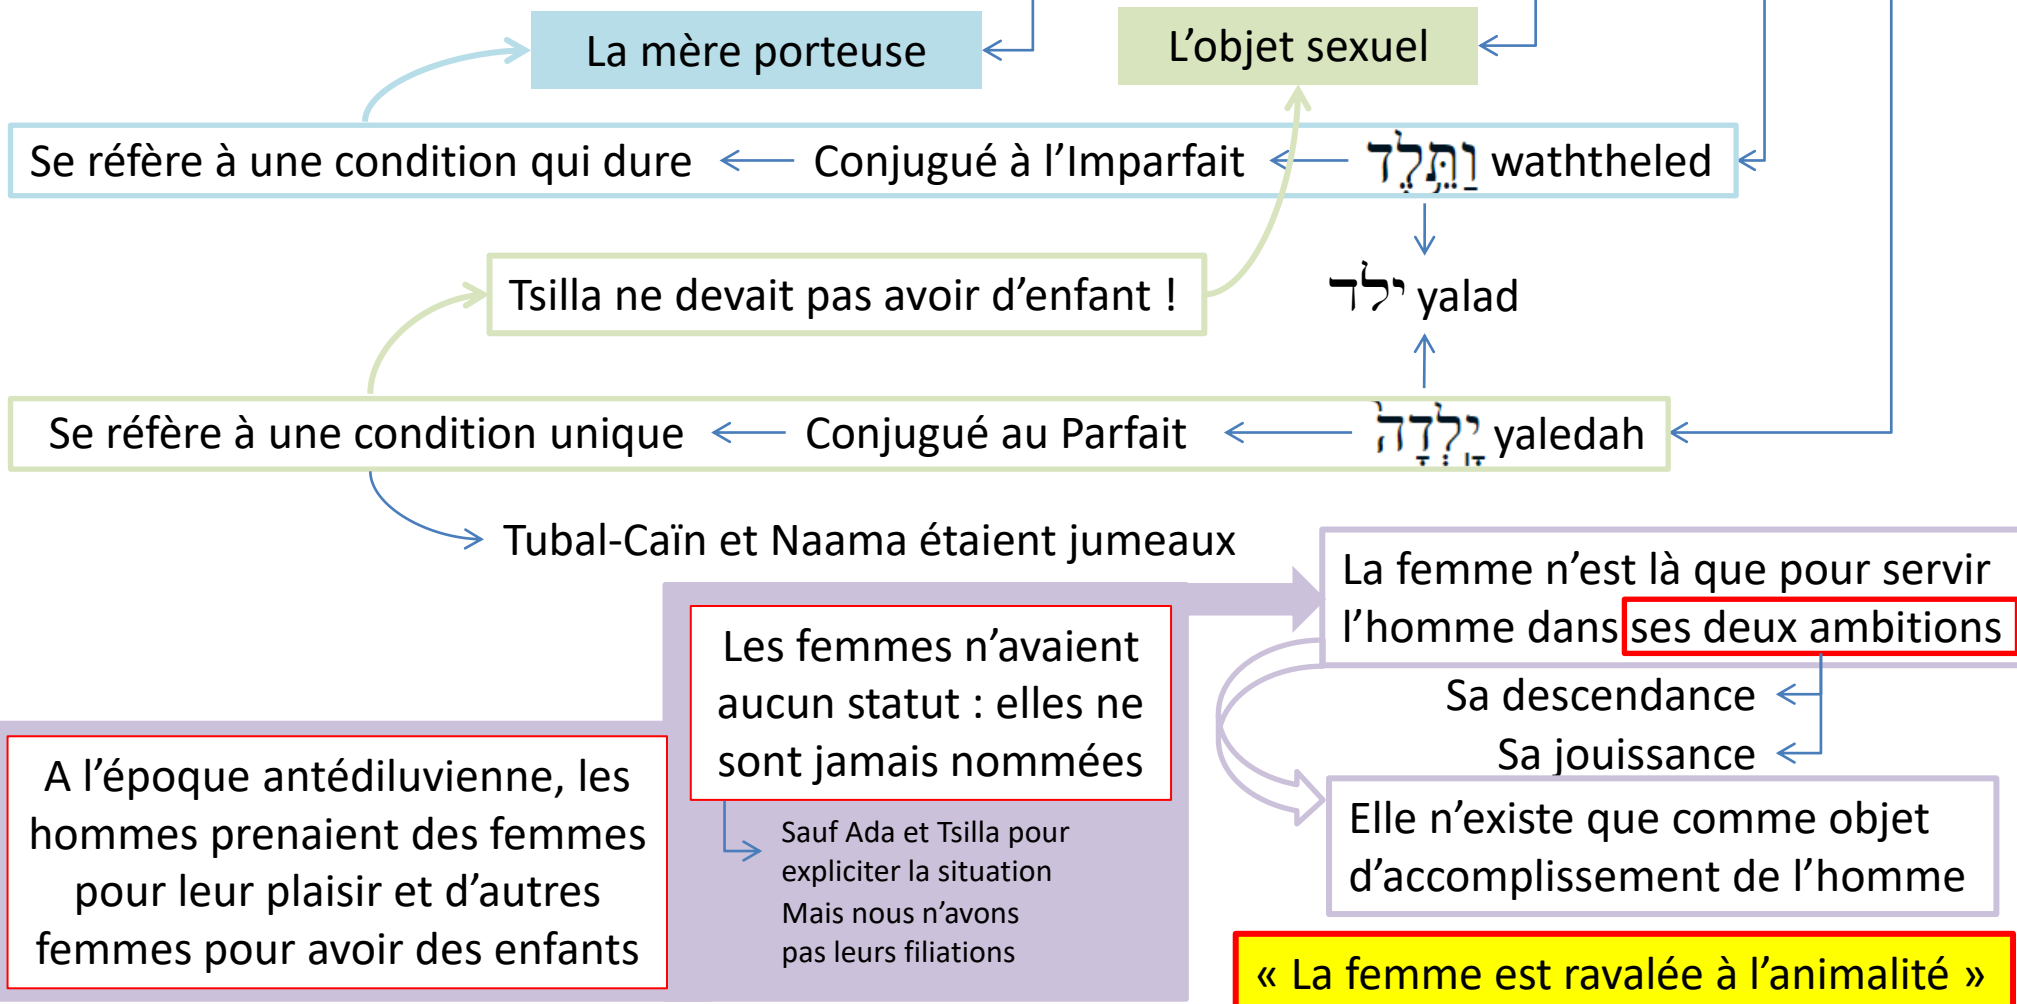 La mère porteuse
L’objet sexuel
Se réfère à une condition qui dure
Conjugué à l’Imparfait
וַתֵּ֥לֶד waththeled
Tsilla ne devait pas avoir d’enfant !
ילד yalad
Se réfère à une condition unique
Conjugué au Parfait
יָֽלְדָה֙ yaledah
Tubal-Caïn et Naama étaient jumeaux
La femme n’est là que pour servir
l’homme dans ses deux ambitions
Sa descendance
Sa jouissance
Les femmes n’avaient
aucun statut : elles ne
sont jamais nommées
Sauf Ada et Tsilla pour
expliciter la situation
Mais nous n’avons
pas leurs filiations
A l’époque antédiluvienne, les
hommes prenaient des femmes
pour leur plaisir et d’autres
femmes pour avoir des enfants
Elle n’existe que comme objet
d’accomplissement de l’homme
« La femme est ravalée à l’animalité »